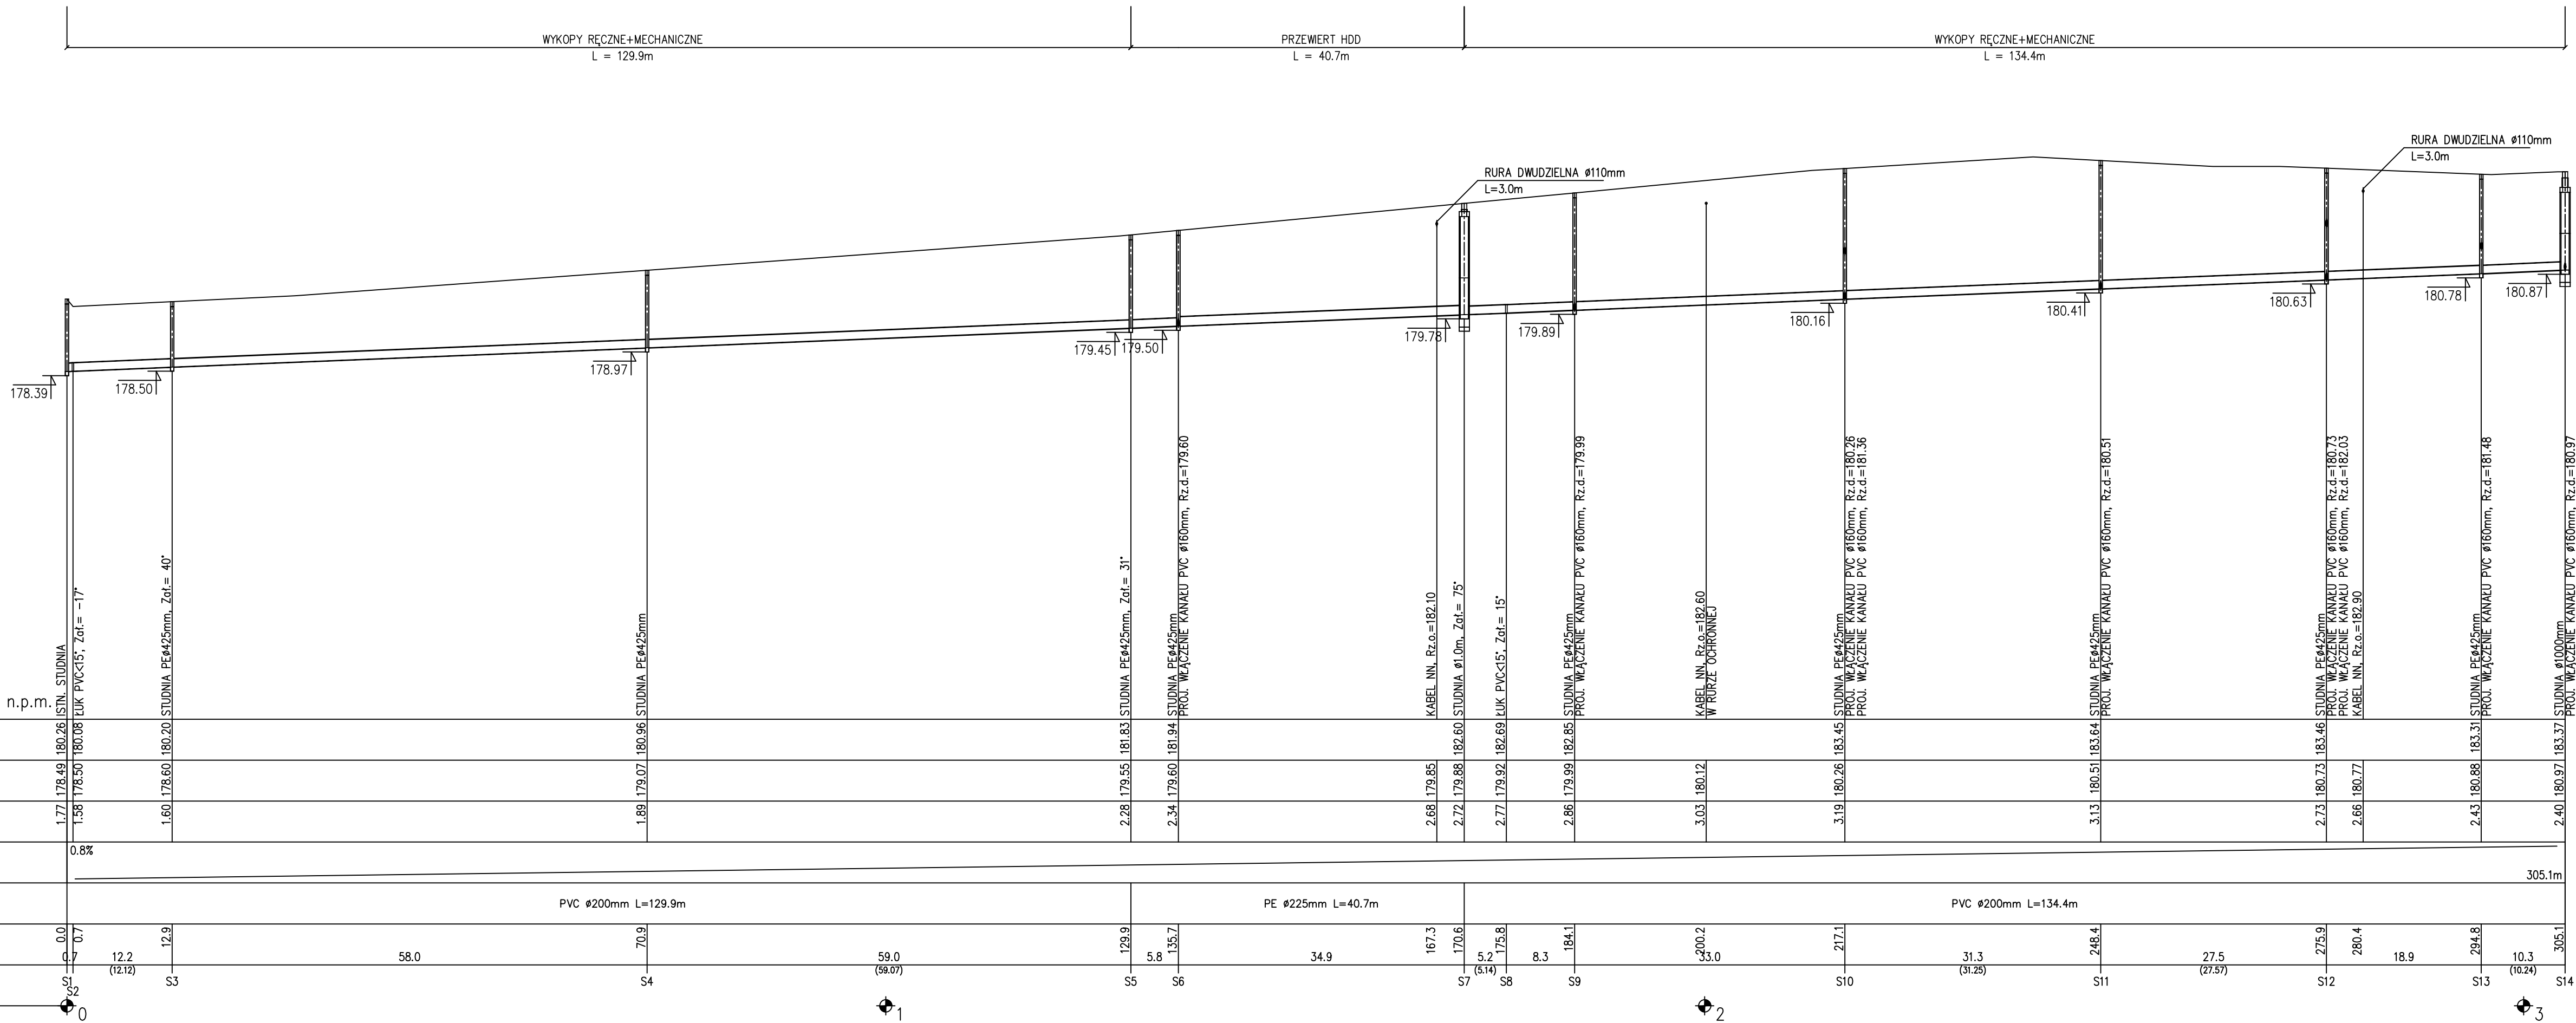 WYKOPY RĘCZNE+MECHANICZNE
L = 129.9m
PRZEWIERT HDD
L = 40.7m
WYKOPY RĘCZNE+MECHANICZNE
L = 134.4m
RURA DWUDZIELNA ø110mm
L=3.0m
RURA DWUDZIELNA ø110mm
L=3.0m
178.39
178.50
178.97
179.45
179.50
179.78
179.89
180.16
180.41
180.63
180.78
180.87
n.p.m.
ISTN. STUDNIA
ŁUK PVC<15°, Zał.= -17°
STUDNIA PEø425mm, Zał.= 40°
STUDNIA PEø425mm
STUDNIA PEø425mm, Zał.= 31°
STUDNIA PEø425mm
PROJ. WŁĄCZENIE KANAŁU PVC ø160mm, Rz.d.=179.60
KABEL NN, Rz.o.=182.10
STUDNIA ø1.0m, Zał.= 75°
ŁUK PVC<15°, Zał.= 15°
STUDNIA PEø425mm
PROJ. WŁĄCZENIE KANAŁU PVC ø160mm, Rz.d.=179.99
KABEL NN, Rz.o.=182.60
W RURZE OCHRONNEJ
STUDNIA PEø425mm
PROJ. WŁĄCZENIE KANAŁU PVC ø160mm, Rz.d.=180.26
PROJ. WŁĄCZENIE KANAŁU PVC ø160mm, Rz.d.=181.36
STUDNIA PEø425mm
PROJ. WŁĄCZENIE KANAŁU PVC ø160mm, Rz.d.=180.51
STUDNIA PEø425mm
PROJ. WŁĄCZENIE KANAŁU PVC ø160mm, Rz.d.=180.73
PROJ. WŁĄCZENIE KANAŁU PVC ø160mm, Rz.d.=182.03
KABEL NN, Rz.o.=182.90
STUDNIA PEø425mm
PROJ. WŁĄCZENIE KANAŁU PVC ø160mm, Rz.d.=181.48
STUDNIA ø1000mm
PROJ. WŁĄCZENIE KANAŁU PVC ø160mm, Rz.d.=180.97
180.26 180.08 180.20 180.96 181.83 181.94 182.60 182.69 182.85 183.45 183.64 183.46 183.31 183.37
178.49 178.50 178.60 179.07 179.55 179.60 179.85 179.88 179.92 179.99 180.12 180.26 180.51 180.73 180.77 180.88 180.97
1.77 1.58 1.60 1.89 2.28 2.34 2.68 2.72 2.77 2.86 3.03 3.19 3.13 2.73 2.66 2.43 2.40
0.8%
305.1m
PVC ø200mm L=129.9m
PE ø225mm L=40.7m
PVC ø200mm L=134.4m
0.0 0.7 12.9 70.9 129.9 135.7 167.3 170.6 175.8 184.1 200.2 217.1 248.4 275.9 280.4 294.8 305.1
0.7 12.2 58.0 59.0 5.8 34.9 5.2 8.3 33.0 31.3 27.5 18.9 10.3
(12.12) (59.07) (5.14) (31.25) (27.57) (10.24)
S1 S2 S3 S4 S5 S6 S7 S8 S9 S10 S11 S12 S13 S14
0 1 2 3